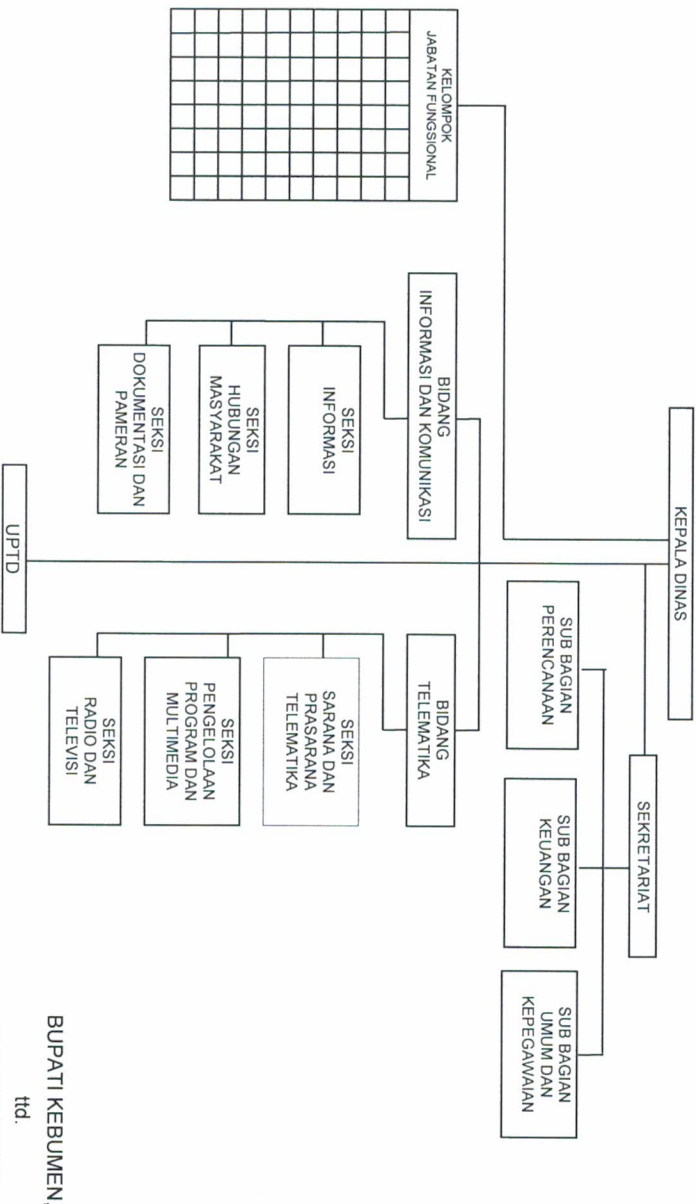 KEPALA DINAS
SEKRETARIAT
SUB BAGIAN
PERENCANAAN
SUB BAGIAN
KEUANGAN
SUB BAGIAN
UMUM DAN
KEPEGAWAIAN
KELOMPOK
JABATAN FUNGSIONAL
BIDANG
INFORMASI DAN KOMUNIKASI
SEKSI
INFORMASI
SEKSI
HUBUNGAN
MASYARAKAT
SEKSI
DOKUMENTASI DAN
PAMERAN
BIDANG
TELEMATIKA
SEKSI
SARANA DAN
PRASARANA
TELEMATIKA
SEKSI
PENGELOLAAN
PROGRAM DAN
MULTIMEDIA
SEKSI
RADIO DAN
TELEVISI
UPTD
BUPATI KEBUMEN,
ttd.